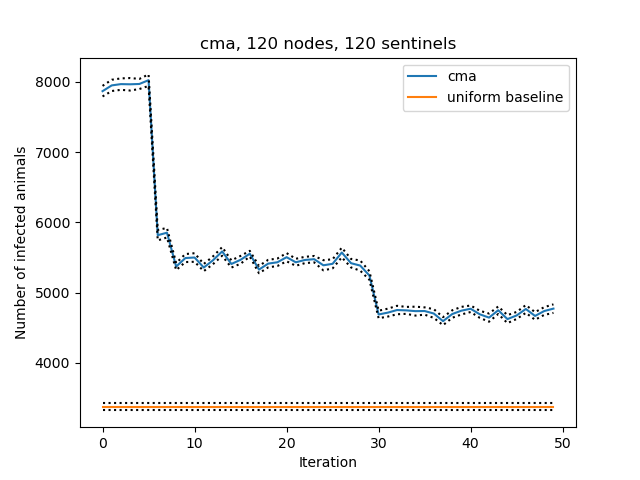 cma, 120 nodes, 120 sentinels
cma
uniform baseline
Number of infected animals
8000
7000
6000
5000
4000
0 10 20 30 40 50
Iteration